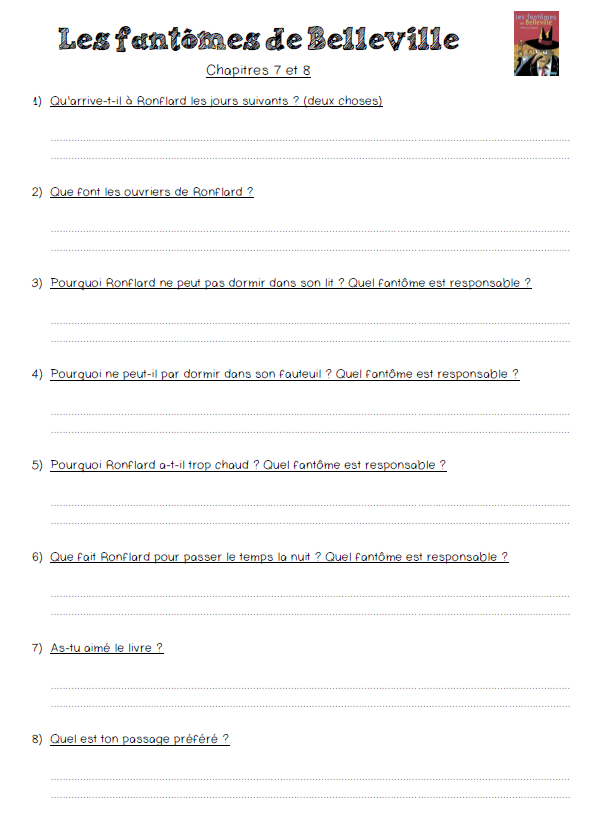 Les fantômes de Belleville
les fantômes
de Belleville
Chapitres 7 et 8
1) Qu'arrive-t-il à Ronflard les jours suivants ? (deux choses)
2) Que font les ouvriers de Ronflard ?
3) Pourquoi Ronflard ne peut pas dormir dans son lit ? Quel fantôme est responsable ?
4) Pourquoi ne peut-il par dormir dans son fauteuil ? Quel fantôme est responsable ?
5) Pourquoi Ronflard a-t-il trop chaud ? Quel fantôme est responsable ?
6) Que fait Ronflard pour passer le temps la nuit ? Quel fantôme est responsable ?
7) As-tu aimé le livre ?
8) Quel est ton passage préféré ?